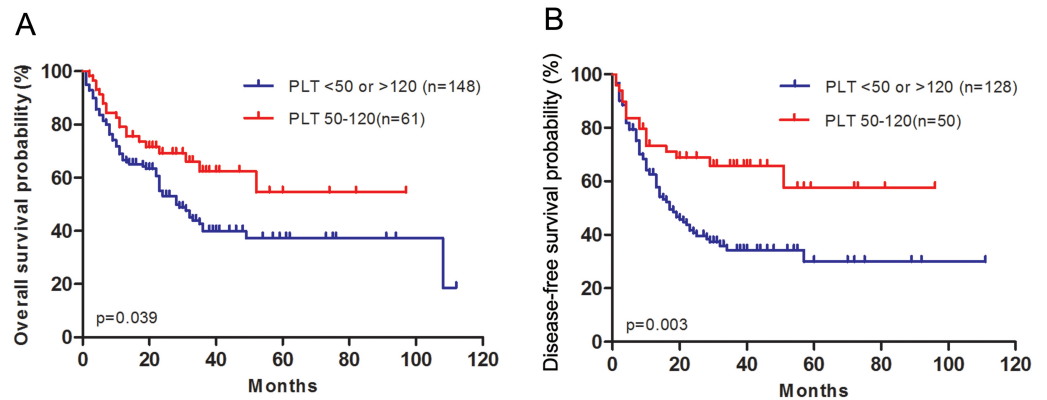 A
Overall survival probability (%)
100
80
60
40
20
0
PLT <50 or >120 (n=148)
PLT 50-120(n=61)
p=0.039
0 20 40 60 80 100 120
Months
B
Disease-free survival probability (%)
100
80
60
40
20
0
PLT <50 or >120 (n=128)
PLT 50-120(n=50)
p=0.003
0 20 40 60 80 100 120
Months